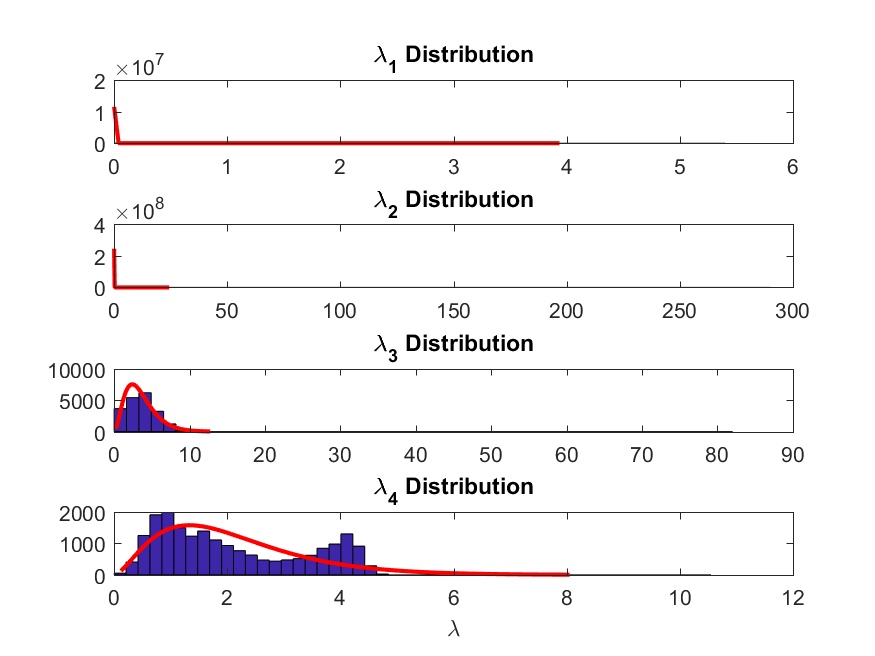 λ1 Distribution
×10^7
2
1
0
0 1 2 3 4 5 6
λ2 Distribution
×10^8
4
2
0
0 50 100 150 200 250 300
λ3 Distribution
10000
5000
0
0 10 20 30 40 50 60 70 80 90
λ4 Distribution
2000
1000
0
0 2 4 6 8 10 12
λ